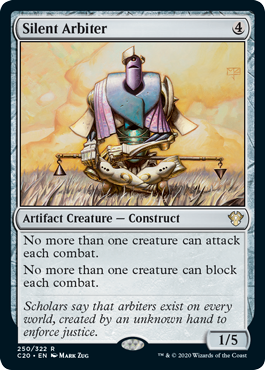 Silent Arbiter 4
Artifact Creature — Construct
No more than one creature can attack
each combat.
No more than one creature can block
each combat.
Scholars say that arbiters exist on every
world, created by an unknown hand to
enforce justice.
1/5
250/322 R
C20 • EN Mark Zug
™ & © 2020 Wizards of the Coast